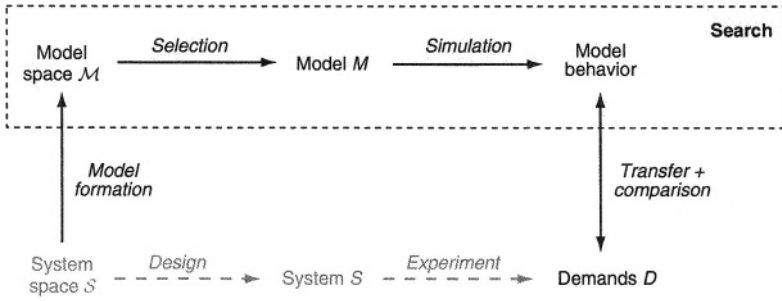 Search
Selection
Simulation
Model
space ℳ
Model M
Model
behavior
Model
formation
Transfer +
comparison
System
space 𝒮
Design
System S
Experiment
Demands D